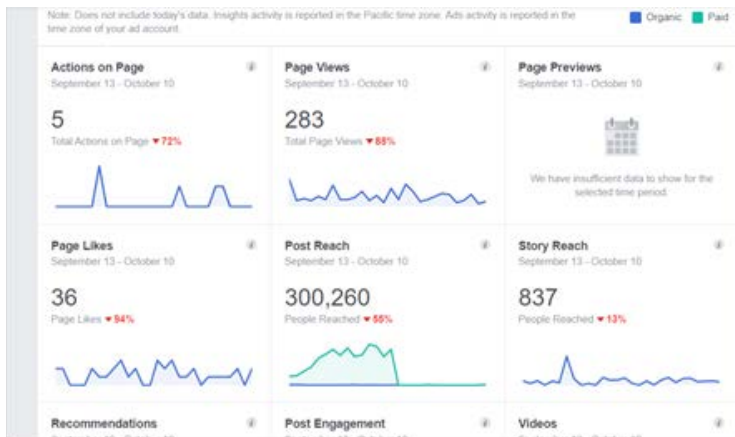 Note: Does not include today's data. Insights activity is reported in the Pacific time zone. Ads activity is reported in the
time zone of your ad account.
Organic
Paid
Actions on Page
September 13 - October 10
5
Total Actions on Page ▼72%
Page Views
September 13 - October 10
283
Total Page Views
Page Previews
September 13 - October 10
We have insufficient data to show for the
selected time period.
Page Likes
September 13 - October 10
36
Page Likes ▼94%
Post Reach
September 13 - October 10
300,260
People Reached
Story Reach
September 13 - October 10
837
People Reached ▼13%
Recommendations
Post Engagement
Videos